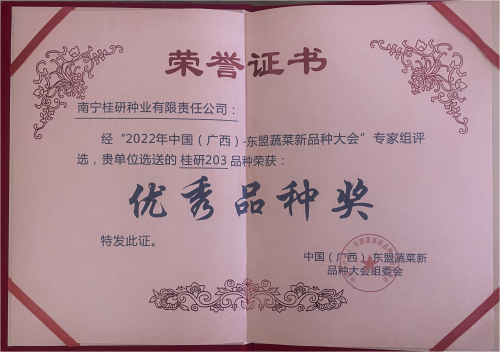 荣誉证书
南宁桂研种业有限责任公司：
经“2022年中国（广西）-东盟蔬菜新品种大会”专家组评
选，贵单位选送的 桂研203 品种荣获：
优秀品种奖
特发此证。
中国（广西）-东盟蔬菜新
品种大会组委会